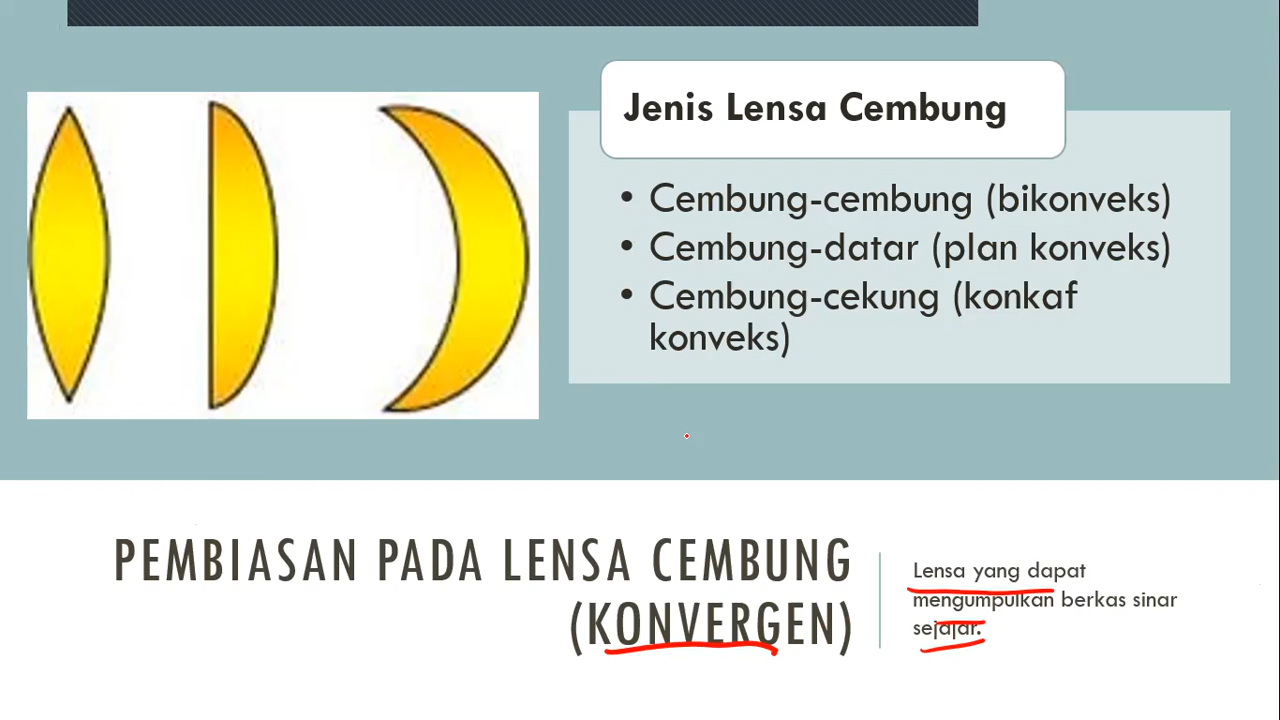 Jenis Lensa Cembung
• Cembung-cembung (bikonveks)
• Cembung-datar (plan konveks)
• Cembung-cekung (konkaf
konveks)
PEMBIASAN PADA LENSA CEMBUNG
(KONVERGEN)
Lensa yang dapat
mengumpulkan berkas sinar
sejajar.